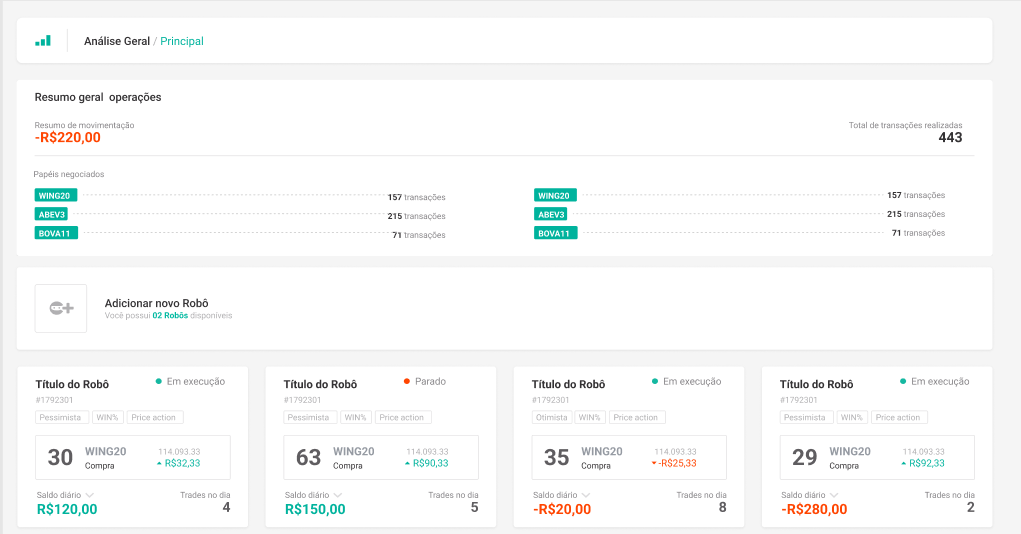 Análise Geral / Principal
Resumo geral operações
Resumo de movimentação
-R$220,00
Total de transações realizadas
443
Papéis negociados
WING20 157 transações
ABEV3 215 transações
BOVA11 71 transações
WING20 157 transações
ABEV3 215 transações
BOVA11 71 transações
Adicionar novo Robô
Você possui 02 Robôs disponíveis
Título do Robô Em execução
#1792301
Pessimista WIN% Price action
30 WING20 114.093.33
Compra R$32,33
Saldo diário Trades no dia
R$120,00 4
Título do Robô Parado
#1792301
Pessimista WIN% Price action
63 WING20 114.093.33
Compra R$90,33
Saldo diário Trades no dia
R$150,00 5
Título do Robô Em execução
#1792301
Otimista WIN% Price action
35 WING20 114.093.33
Compra -R$25,33
Saldo diário Trades no dia
-R$20,00 8
Título do Robô Em execução
#1792301
Pessimista WIN% Price action
29 WING20 114.093.33
Compra R$92,33
Saldo diário Trades no dia
-R$280,00 2